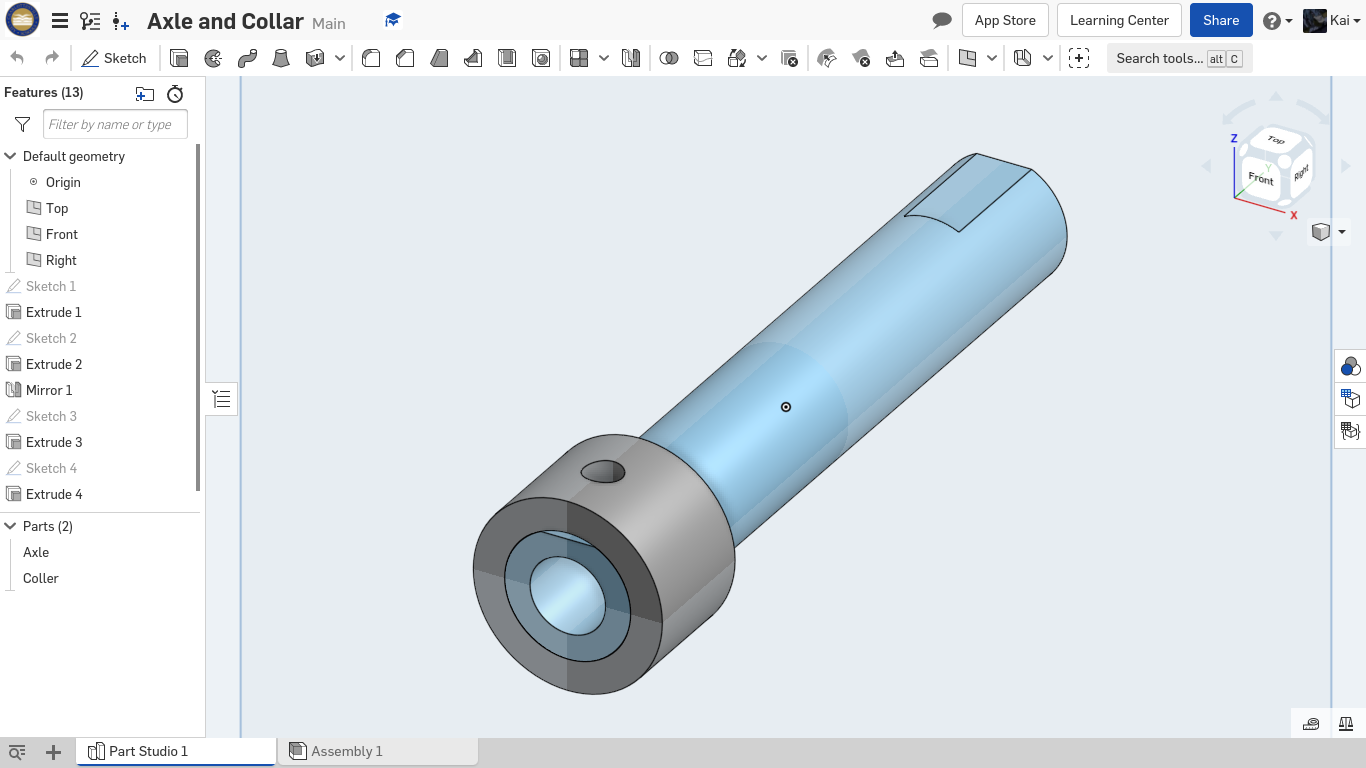 Axle and Collar Main
App Store
Learning Center
Share
Kai
Sketch
Search tools... alt C
Features (13)
Filter by name or type
Default geometry
Origin
Top
Front
Right
Sketch 1
Extrude 1
Sketch 2
Extrude 2
Mirror 1
Sketch 3
Extrude 3
Sketch 4
Extrude 4
Parts (2)
Axle
Coller
Z
Top
Y
Front
Right
X
Part Studio 1
Assembly 1